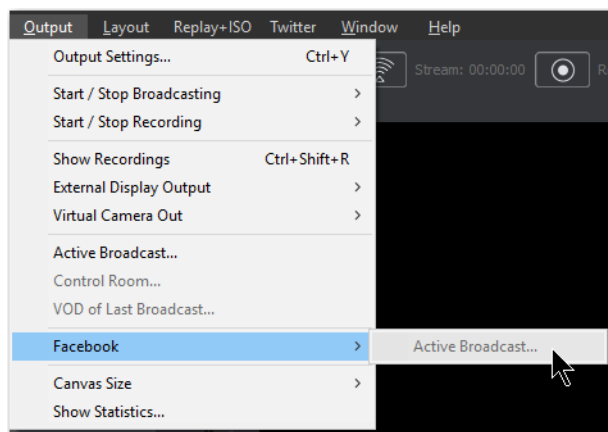 Output Layout Replay+ISO Twitter Window Help
Output Settings... Ctrl+Y
Stream: 00:00:00
Start / Stop Broadcasting
Start / Stop Recording
Show Recordings Ctrl+Shift+R
External Display Output
Virtual Camera Out
Active Broadcast...
Control Room...
VOD of Last Broadcast...
Facebook
Active Broadcast...
Canvas Size
Show Statistics...